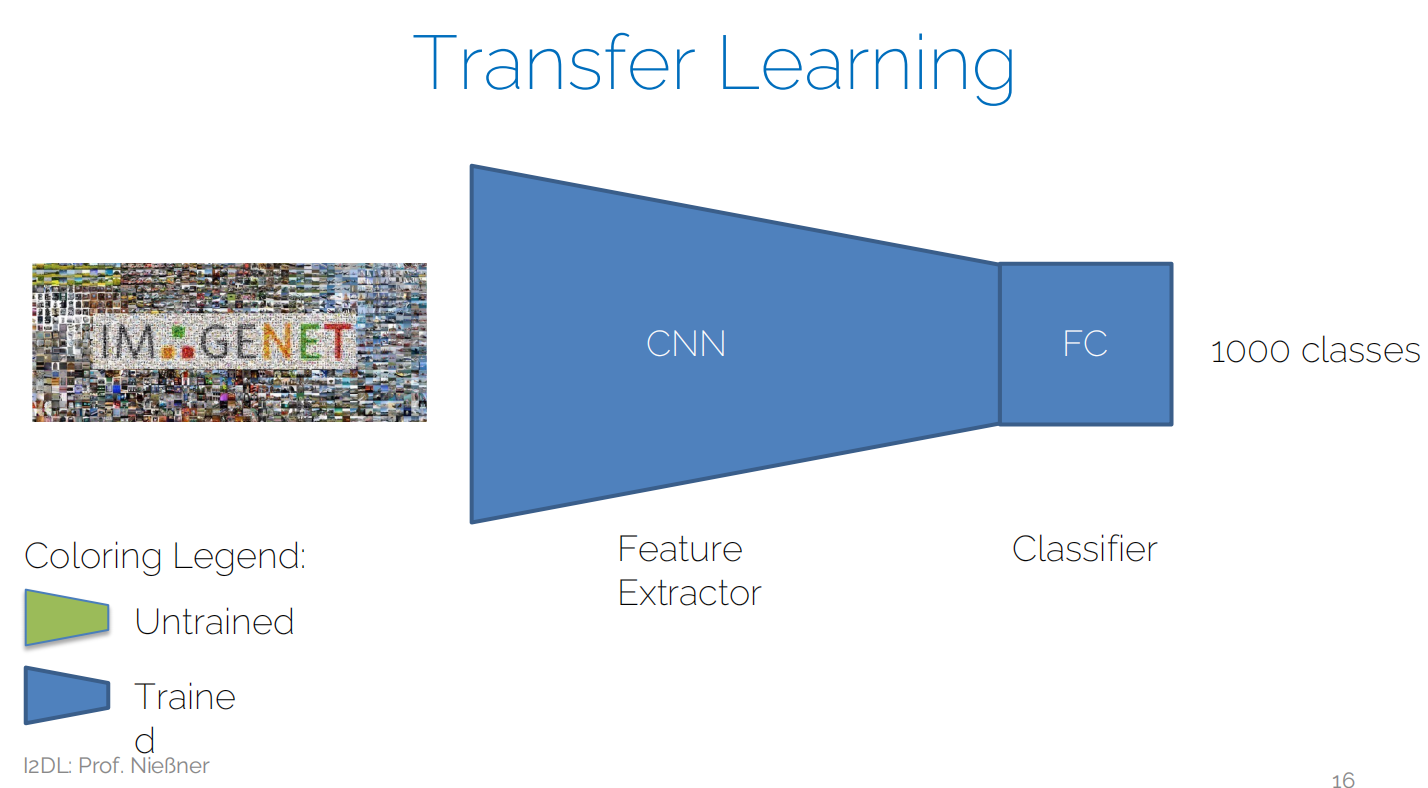 Transfer Learning
IMAGENET
CNN
FC
1000 classes
Feature
Extractor
Classifier
Coloring Legend:
Untrained
Traine
d
I2DL: Prof. Nießner
16